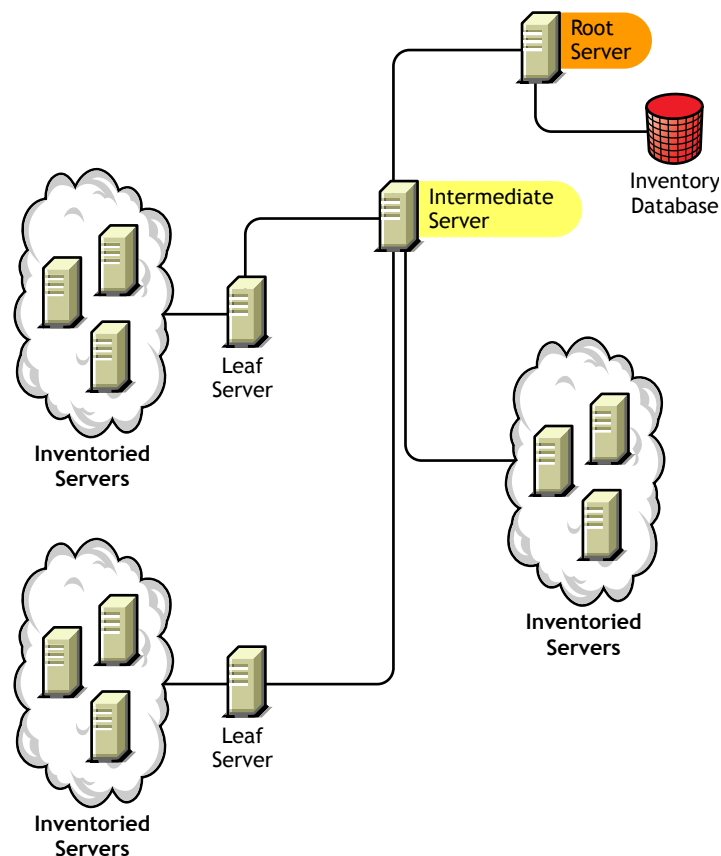 Root
Server
Inventory
Database
Intermediate
Server
Leaf
Server
Inventoried
Servers
Inventoried
Servers
Leaf
Server
Inventoried
Servers